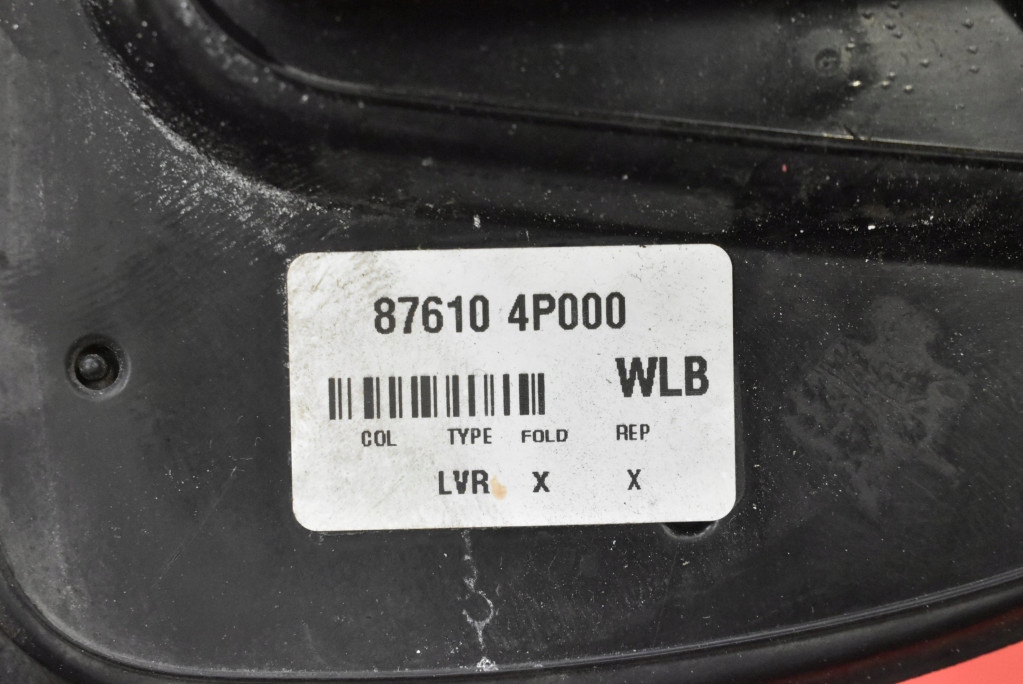 87610 4P000
WLB
COL TYPE FOLD REP
LVR X X